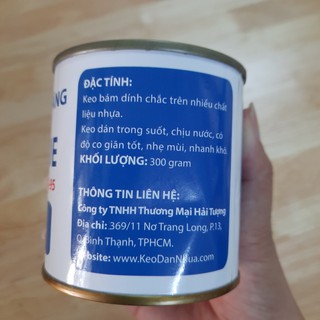 ĐẶC TÍNH:
Keo bám dính chắc trên nhiều chất
liệu nhựa.
Keo dán trong suốt, chịu nước, có
độ co giãn tốt, nhẹ mùi, nhanh khô.
KHỐI LƯỢNG: 300 gram
THÔNG TIN LIÊN HỆ:
Công ty TNHH Thương Mại Hải Tượng
Địa chỉ: 369/11 Nơ Trang Long, P.13,
Q.Bình Thạnh, TPHCM.
Website: www.KeoDanNhua.com